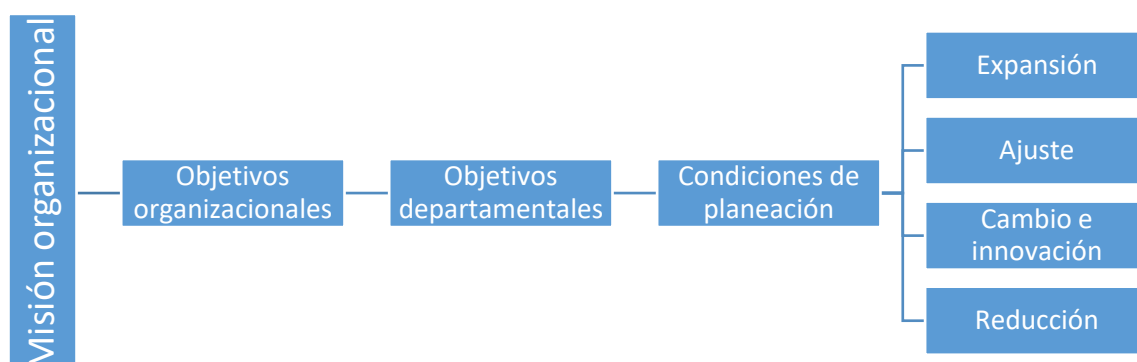 Misión organizacional
Objetivos
organizacionales
Objetivos
departamentales
Condiciones de
planeación
Expansión
Ajuste
Cambio e
innovación
Reducción